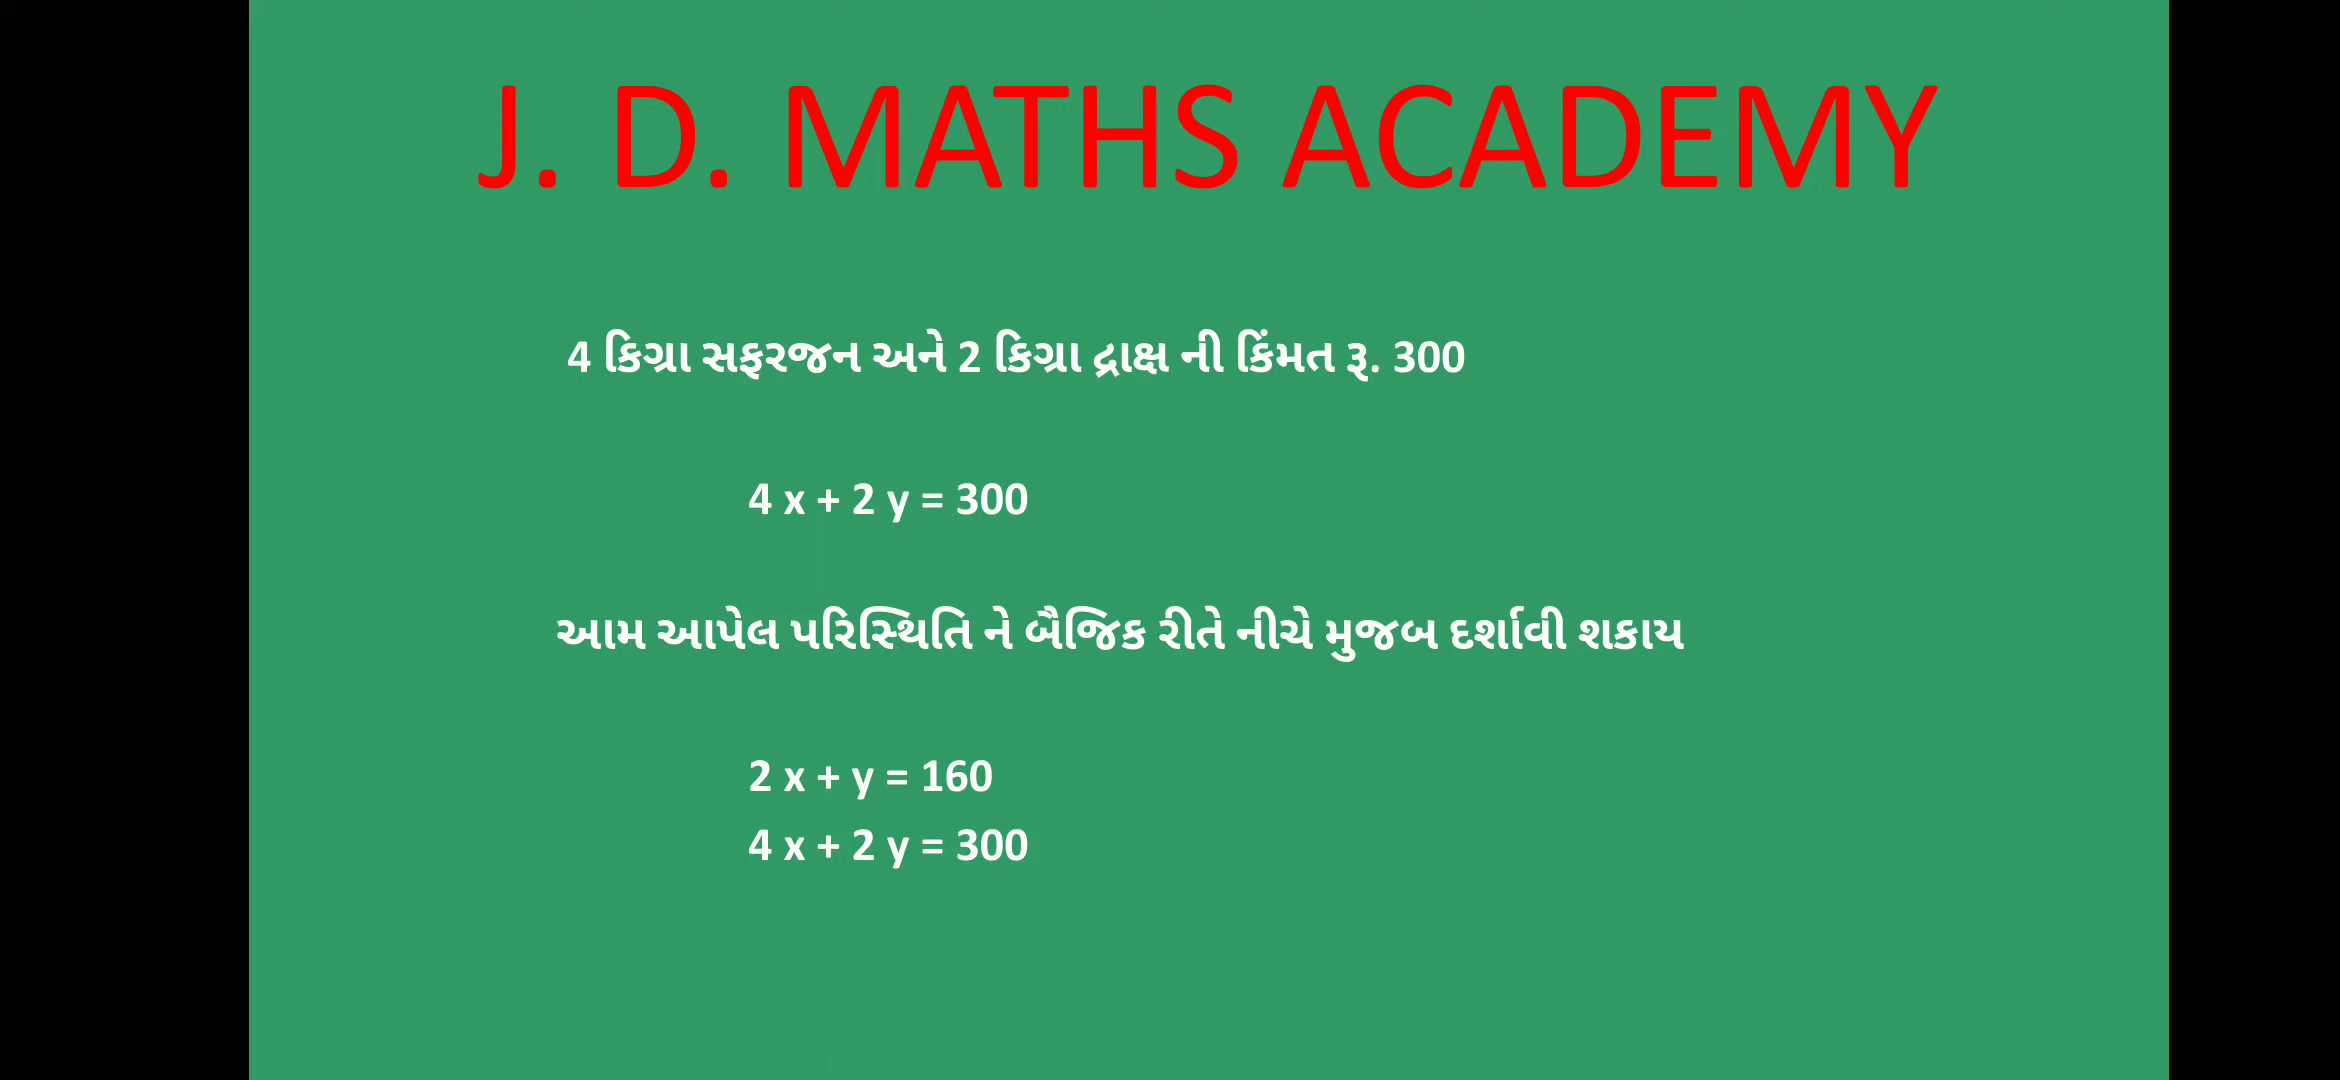 J. D. MATHS ACADEMY
4 કિગ્રા સફરજન અને 2 કિગ્રા દ્રાક્ષ ની કિંમત રૂ. 300
4 x + 2 y = 300
આમ આપેલ પરિસ્થિતિ ને બૈજિક રીતે નીચે મુજબ દર્શાવી શકાય
2 x + y = 160
4 x + 2 y = 300